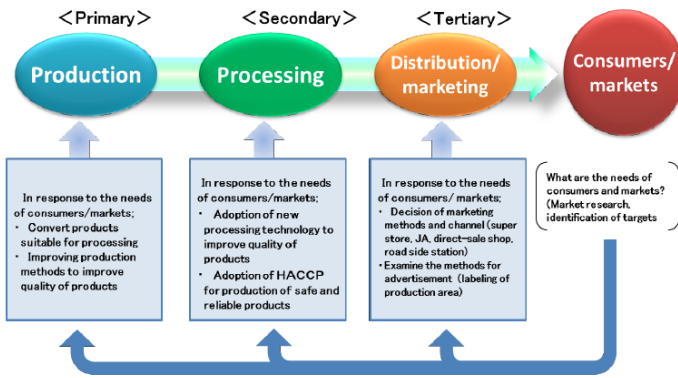 <Primary>
<Secondary>
<Tertiary>
Production
Processing
Distribution/
marketing
Consumers/
markets
In response to the needs
of consumers/markets;
・ Convert products
suitable for processing
・ Improving production
methods to improve
quality of products
In response to the needs
of consumers/markets;
・ Adoption of new
processing technology to
improve quality of
products
・ Adoption of HACCP
for production of safe and
reliable products
In response to the needs
of consumers/ markets;
・ Decision of marketing
methods and channel (super
store, JA, direct-sale shop,
road side station)
・Examine the methods for
advertisement (labeling of
production area)
What are the needs of
consumers and markets?
(Market research,
identification of targets